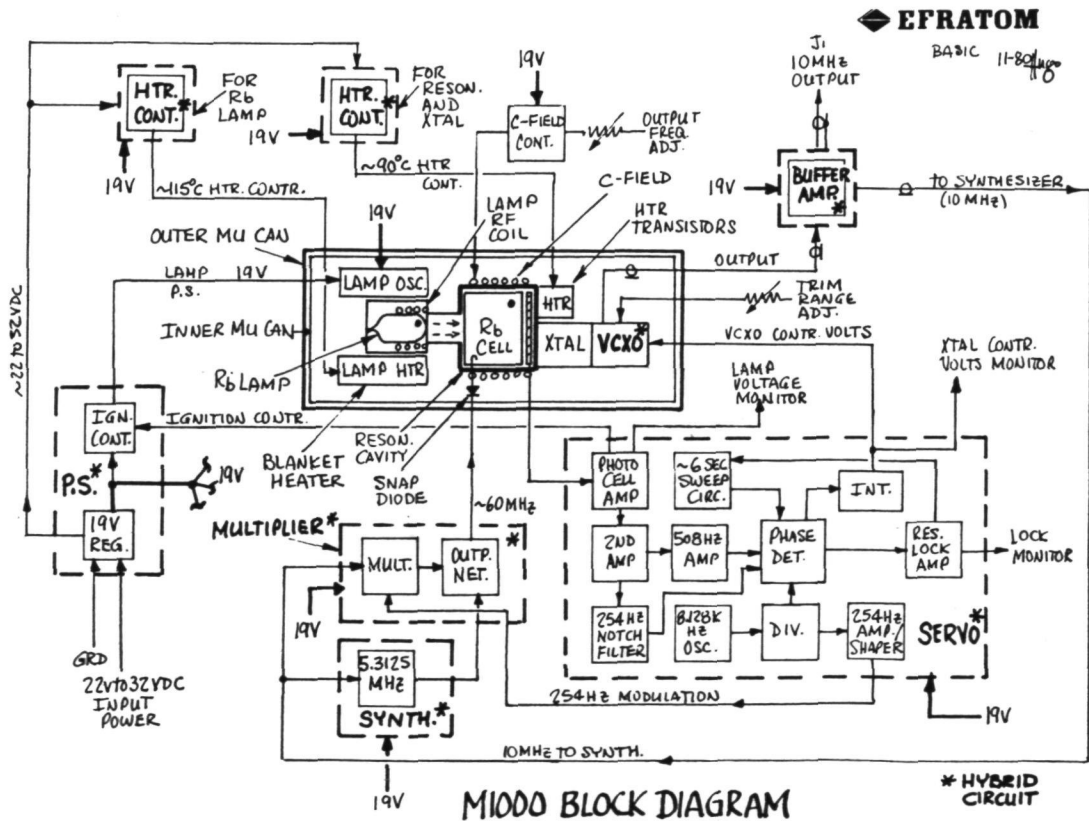 EFRATOM
BASIC 11-80
J1
10MHZ
OUTPUT
19V
HTR.
CONT.*
FOR
Rb
LAMP
19V
HTR.
CONT.*
FOR
RESON.
AND
XTAL
19V
19V
C-FIELD
CONT.
OUTPUT
FREQ
ADJ.
~90°C HTR
CONT.
~115°C HTR. CONTR.
19V
BUFFER
AMP.*
TO SYNTHESIZER
(10 MHz)
C-FIELD
LAMP
RF
COIL
HTR
TRANSISTORS
OUTER MU CAN
LAMP 19V
P.S.
LAMP OSC.
OUTPUT
HTR
TRIM
RANGE
ADJ.
INNER MU CAN
Rb
CELL
XTAL
VCXO*
VCXO CONTR. VOLTS
XTAL CONTR.
VOLTS MONITOR
Rb LAMP
LAMP HTR
~22 TO 32VDC
LAMP
VOLTAGE
MONITOR
IGN.
CONT.
IGNITION CONTR.
RESON.
CAVITY
BLANKET
HEATER
SNAP
DIODE
~60MHz
P.S.*
19V
19V
REG.
GRD
22VTO32VDC
INPUT
POWER
MULTIPLIER*
MULT.
OUTP.
NET.
*
19V
PHOTO
CELL
AMP
~6 SEC
SWEEP
CIRC.
INT.
2ND
AMP
508HZ
AMP
PHASE
DET.
RES.
LOCK
AMP
LOCK
MONITOR
254HZ
NOTCH
FILTER
8.128K
HZ
OSC.
DIV.
254HZ
AMP./
SHAPER
SERVO*
5.3125
MHZ
SYNTH.*
254HZ MODULATION
19V
10MHZ TO SYNTH.
19V
M1000 BLOCK DIAGRAM
* HYBRID
CIRCUIT